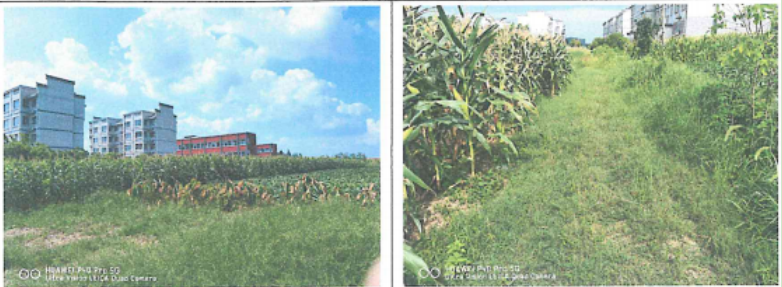 HUAWEI P40 Pro 5G
Ultra Vision LEICA Quad Camera
HUAWEI P40 Pro 5G
Ultra Vision LEICA Quad Camera